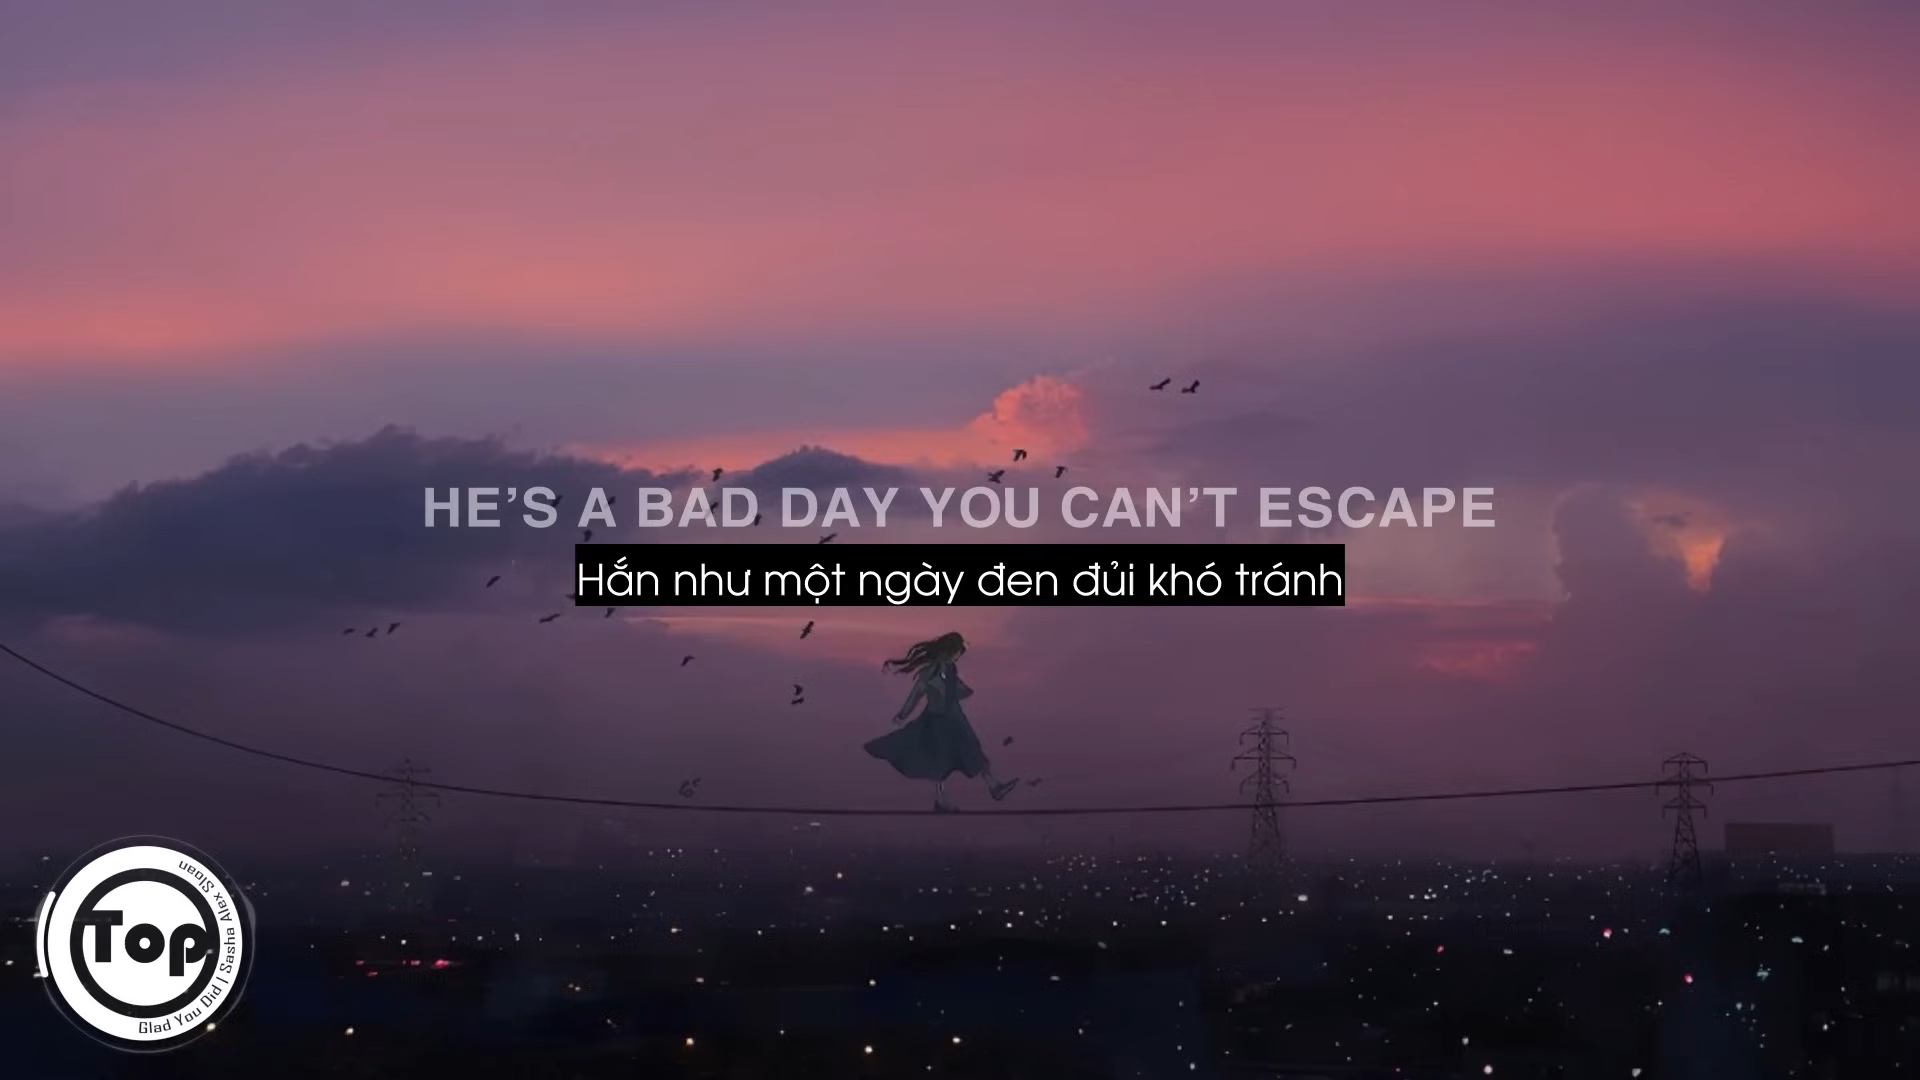 HE’S A BAD DAY YOU CAN’T ESCAPE
Hắn như một ngày đen đủi khó tránh
Top
Glad You Did | Sasha Alex Sloan